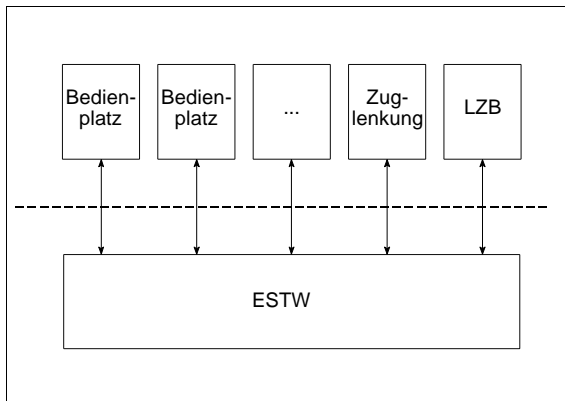 Bedien-
platz
Bedien-
platz
...
Zug-
lenkung
LZB
ESTW